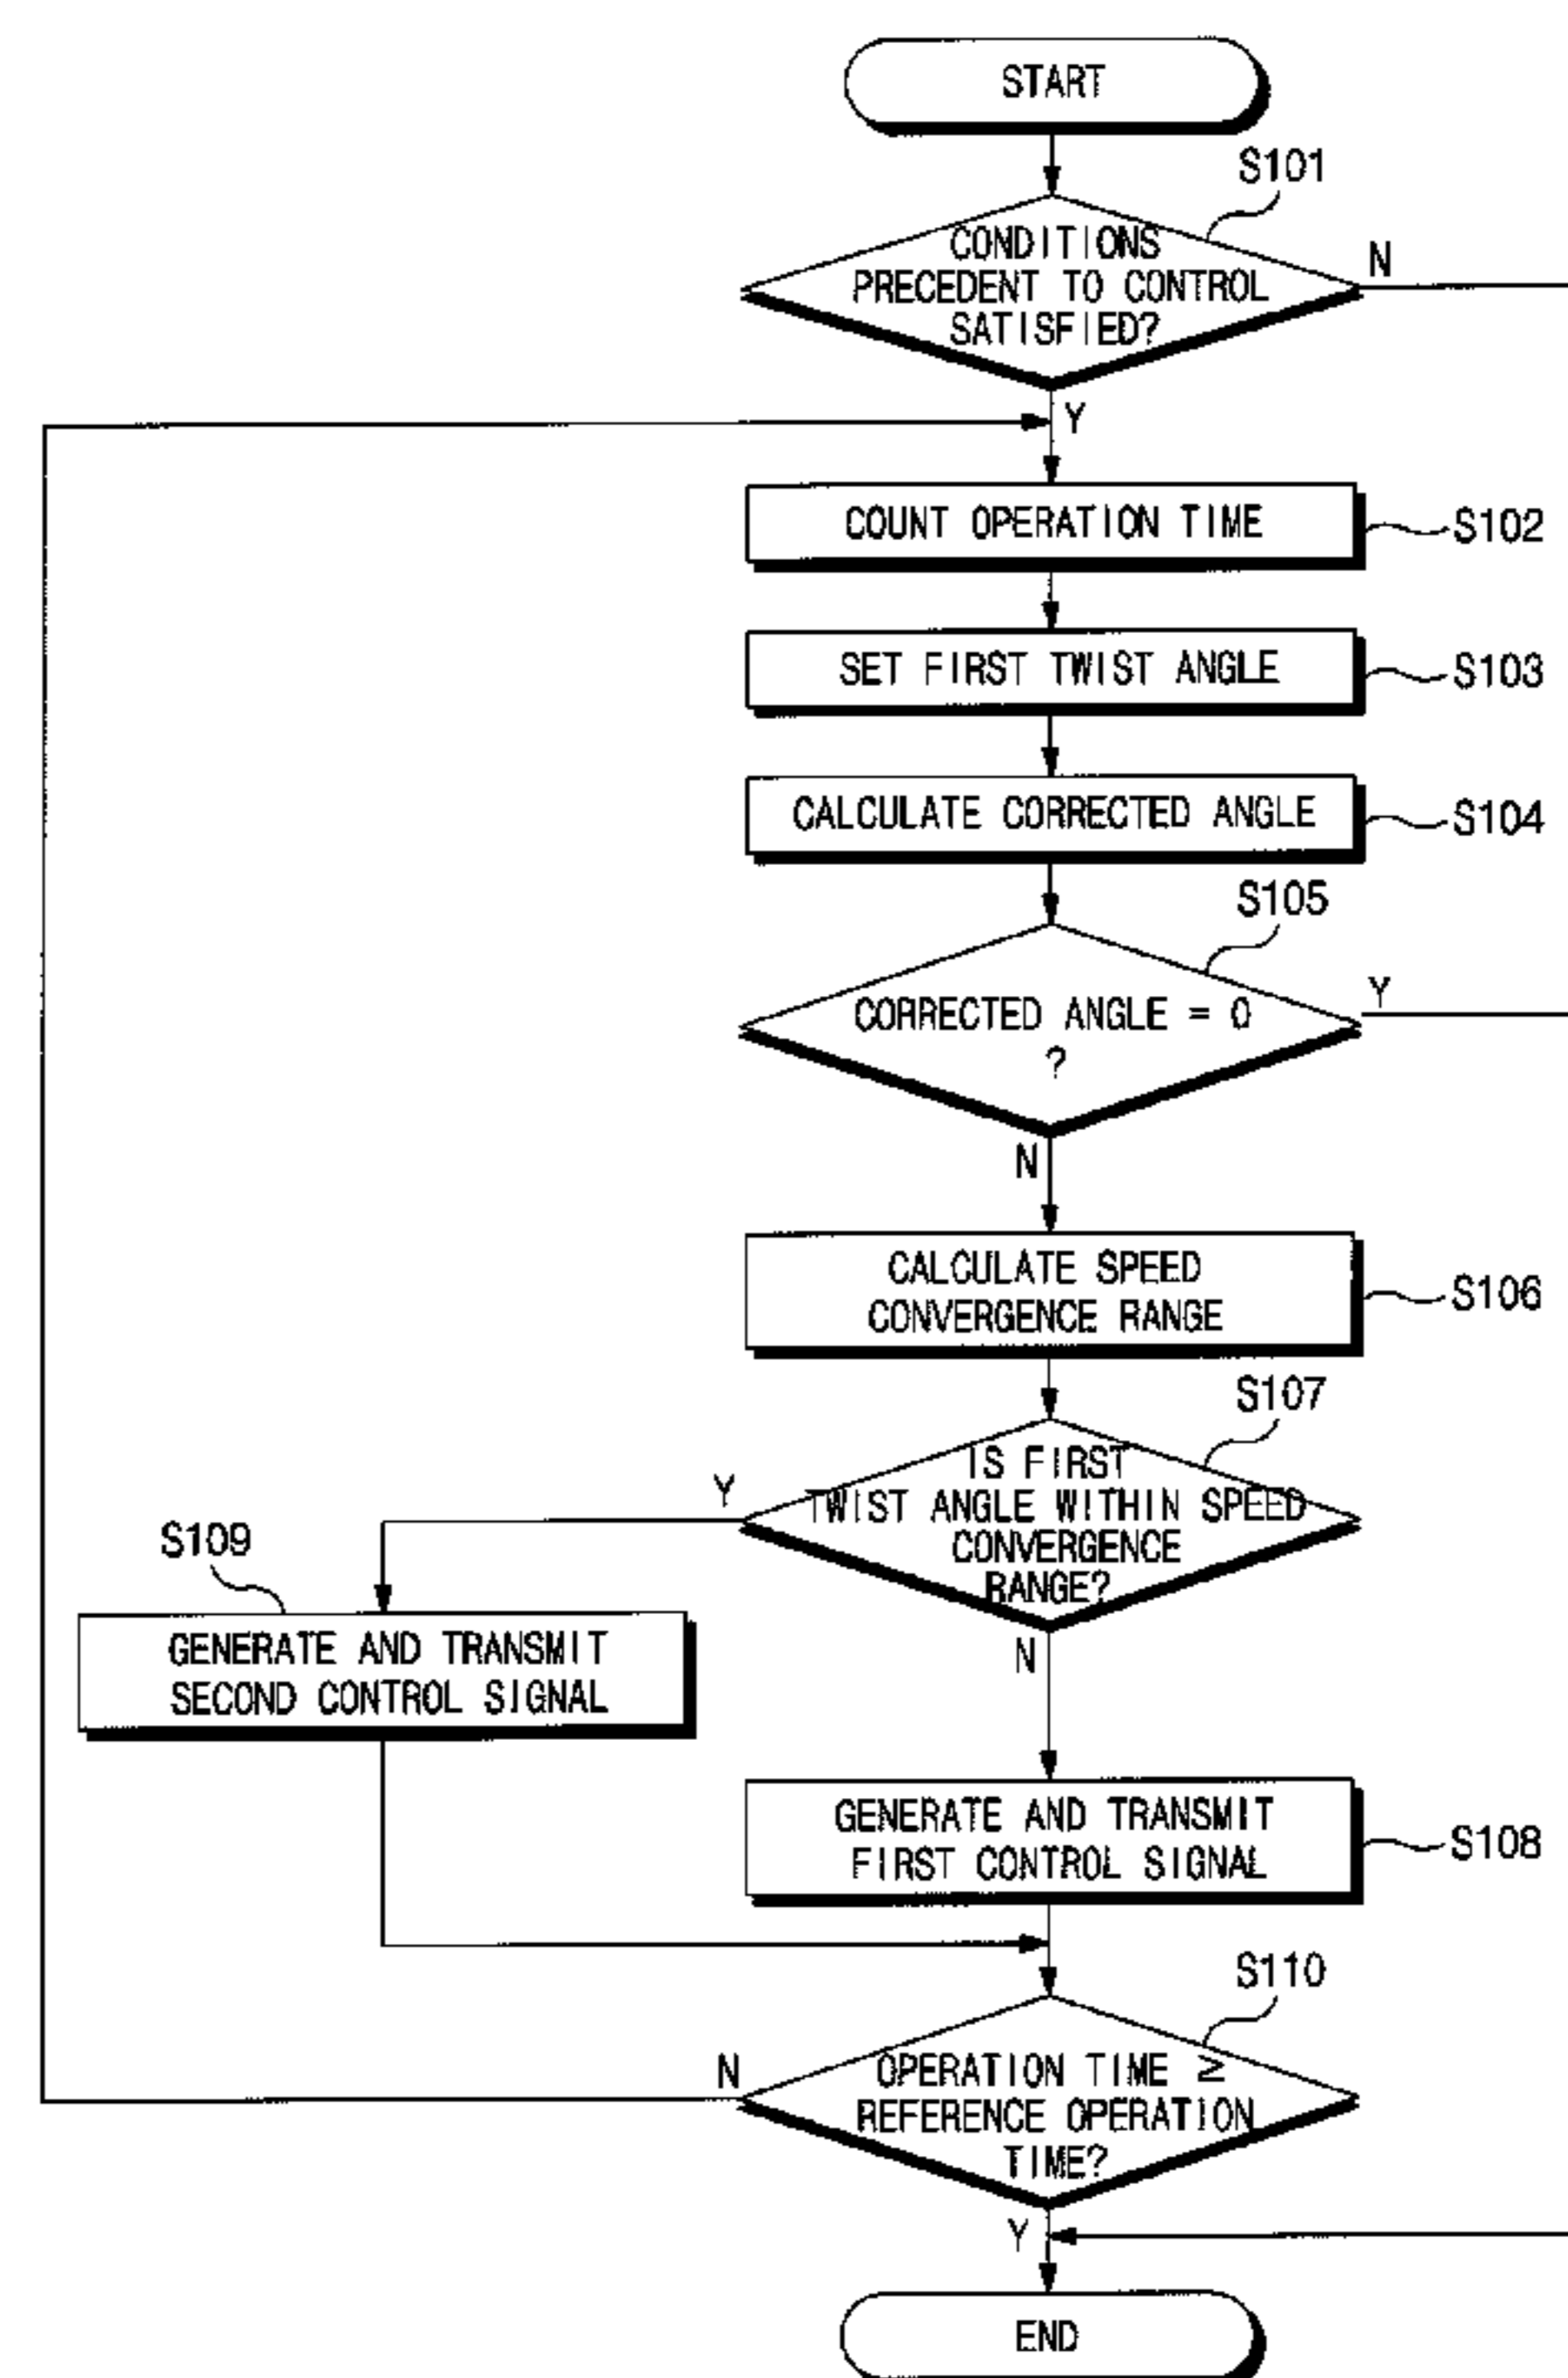 START
S101
CONDITIONS
PRECEDENT TO CONTROL
SATISFIED?
N
Y
COUNT OPERATION TIME
S102
SET FIRST TWIST ANGLE
S103
CALCULATE CORRECTED ANGLE
S104
S105
CORRECTED ANGLE = 0
?
Y
N
CALCULATE SPEED
CONVERGENCE RANGE
S106
S107
IS FIRST
TWIST ANGLE WITHIN SPEED
CONVERGENCE
RANGE?
Y
N
S109
GENERATE AND TRANSMIT
SECOND CONTROL SIGNAL
GENERATE AND TRANSMIT
FIRST CONTROL SIGNAL
S108
S110
OPERATION TIME ≥
REFERENCE OPERATION
TIME?
N
Y
END